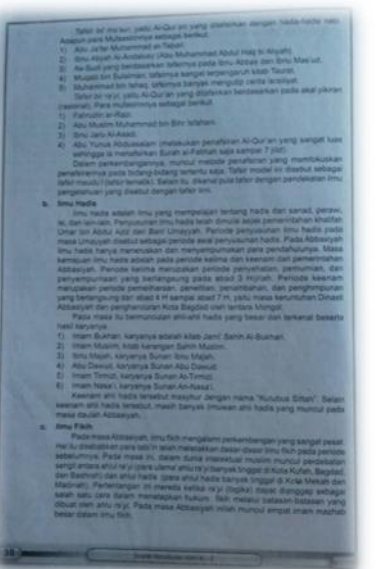 Tafsir bil ma'sur, yaitu Al-Qur'an yang ditafsirkan dengan hadis-hadis nabi.
Adapun para Mufassirnya sebagai berikut.
1) Abu Ja'far Muhammad at-Tabari.
2) Ibnu Atiyah Al-Andalusy (Abu Muhammad Abdul Haq bi Atiyah).
3) As-Sudi yang berdasarkan tafsirnya pada Ibnu Abbas dan Ibnu Mas'ud.
4) Muqatil bin Sulaiman, tafsirnya sangat terpengaruh kitab Taurat.
5) Muhammad bin Ishaq, tafsirnya banyak mengutip cerita Israiliyat.
Tafsir bir ra'yi, yaitu Al-Qur'an yang ditafsirkan berdasarkan pada akal pikiran
(rasional). Para mufassirnya sebagai berikut.
1) Fakhrudin ar-Razi.
2) Abu Muslim Muhammad bin Bihr Isfahani.
3) Ibnu Jaru Al-Asadi.
4) Abu Yunus Abdussalam (melakukan penafsiran Al-Qur'an yang sangat luas
sehingga ia menafsirkan Surah al-Fatihah saja sampai 7 jilid).
Dalam perkembangannya, muncul metode penafsiran yang memfokuskan
penafsirannya pada bidang-bidang tertentu saja. Tafsir model ini disebut sebagai
tafsir maudu'i (tafsir tematik). Selain itu, dikenal pula tafsir dengan pendekatan ilmu
pengetahuan yang disebut dengan tafsir ilmi.
b. Ilmu Hadis
Ilmu hadis adalah ilmu yang mempelajari tentang hadis dari sanad, perawi,
isi, dan lain-lain. Penyusunan ilmu hadis telah dimulai sejak pemerintahan khalifah
Umar bin Abdul Aziz dari Bani Umayyah. Periode penyusunan ilmu hadis pada
masa Umayyah disebut sebagai periode awal penyusunan hadis. Pada Abbasiyah
ilmu hadis hanya meneruskan dan menyempurnakan para pendahulunya. Masa
kemajuan ilmu hadis adalah pada periode kelima dan keenam dari pemerintahan
Abbasiyah. Periode kelima merupakan periode penyehatan, pemurnian, dan
penyempurnaan yang berlangsung pada abad 3 Hijriah. Periode keenam
merupakan periode pemeliharaan, penelitian, penambahan, dan penghimpunan
yang berlangsung dari abad 4 H sampai abad 7 H, yaitu masa keruntuhan Dinasti
Abbasiyah dan penghancuran Kota Bagdad oleh tentara Mongol.
Pada masa itu bermunculan ahli-ahli hadis yang besar dan terkenal beserta
hasil karyanya.
1) Imam Bukhari, karyanya adalah kitab Jami' Sahih Al-Bukhari.
2) Imam Muslim, kitab karangan Sahih Muslim.
3) Ibnu Majah, karyanya Sunan Ibnu Majah.
4) Abu Dawud, karyanya Sunan Abu Dawud.
5) Imam Tirmizi, karyanya Sunan At-Tirmizi.
6) Imam Nasa'i, karyanya Sunan An-Nasa'i.
Keenam ahli hadis tersebut masyhur dengan nama "Kutubus Sittah". Selain
keenam ahli hadis tersebut, masih banyak ilmuwan ahli hadis yang muncul pada
masa daulah Abbasiyah.
c. Ilmu Fikih
Pada masa Abbasiyah, ilmu fikih mengalami perkembangan yang sangat pesat.
Hal itu disebabkan para tabi'in telah meletakkan dasar-dasar ilmu fikih pada periode
sebelumnya. Pada masa ini, dalam dunia intelektual muslim muncul perdebatan
sengit antara ahlul ra'yi (para ulama' ahlu ra'yi banyak tinggal di Kota Kufah, Bagdad,
dan Bashrah) dan ahlul hadis (para ahlul hadis banyak tinggal di Kota Mekah dan
Madinah). Pertentangan ini mereda ketika ra'yi (logika) dapat dianggap sebagai
salah satu cara dalam menetapkan hukum fikih melalui batasan-batasan yang
dibuat oleh ahlu ra'yi. Pada masa Abbasiyah inilah muncul empat imam mazhab
besar dalam ilmu fikih.
38